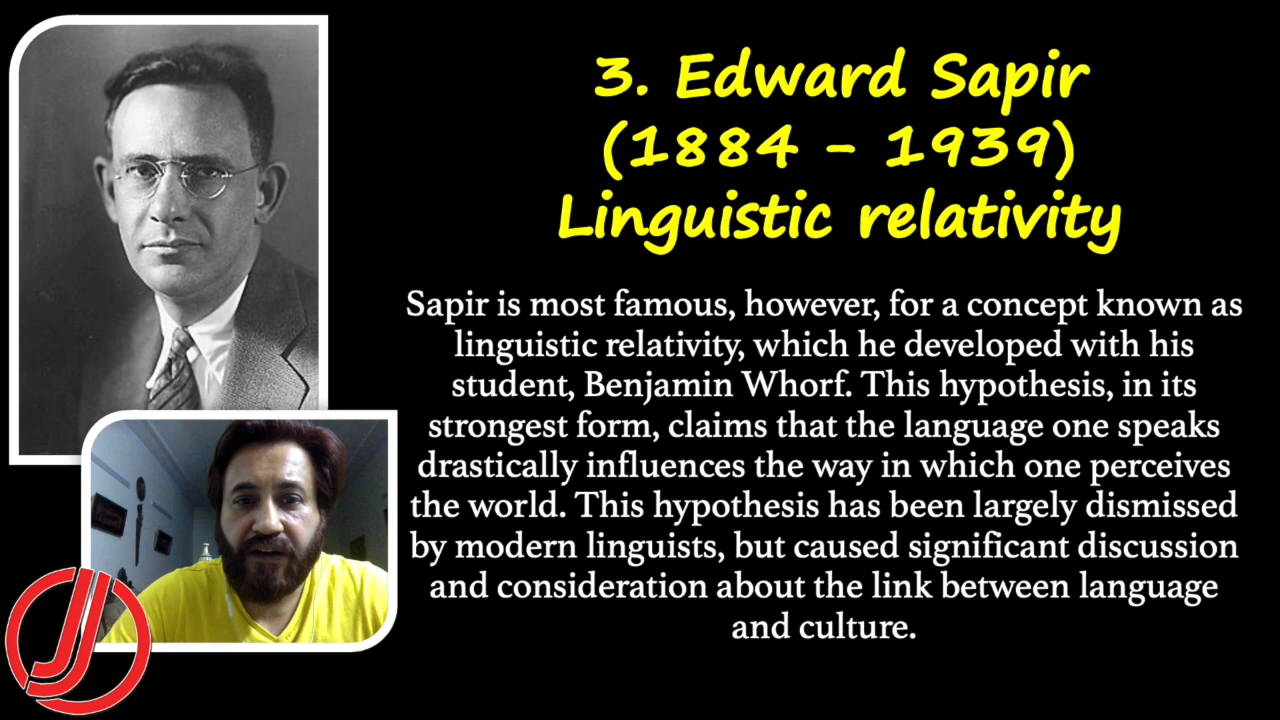 3. Edward Sapir
(1884 - 1939)
Linguistic relativity
Sapir is most famous, however, for a concept known as
linguistic relativity, which he developed with his
student, Benjamin Whorf. This hypothesis, in its
strongest form, claims that the language one speaks
drastically influences the way in which one perceives
the world. This hypothesis has been largely dismissed
by modern linguists, but caused significant discussion
and consideration about the link between language
and culture.